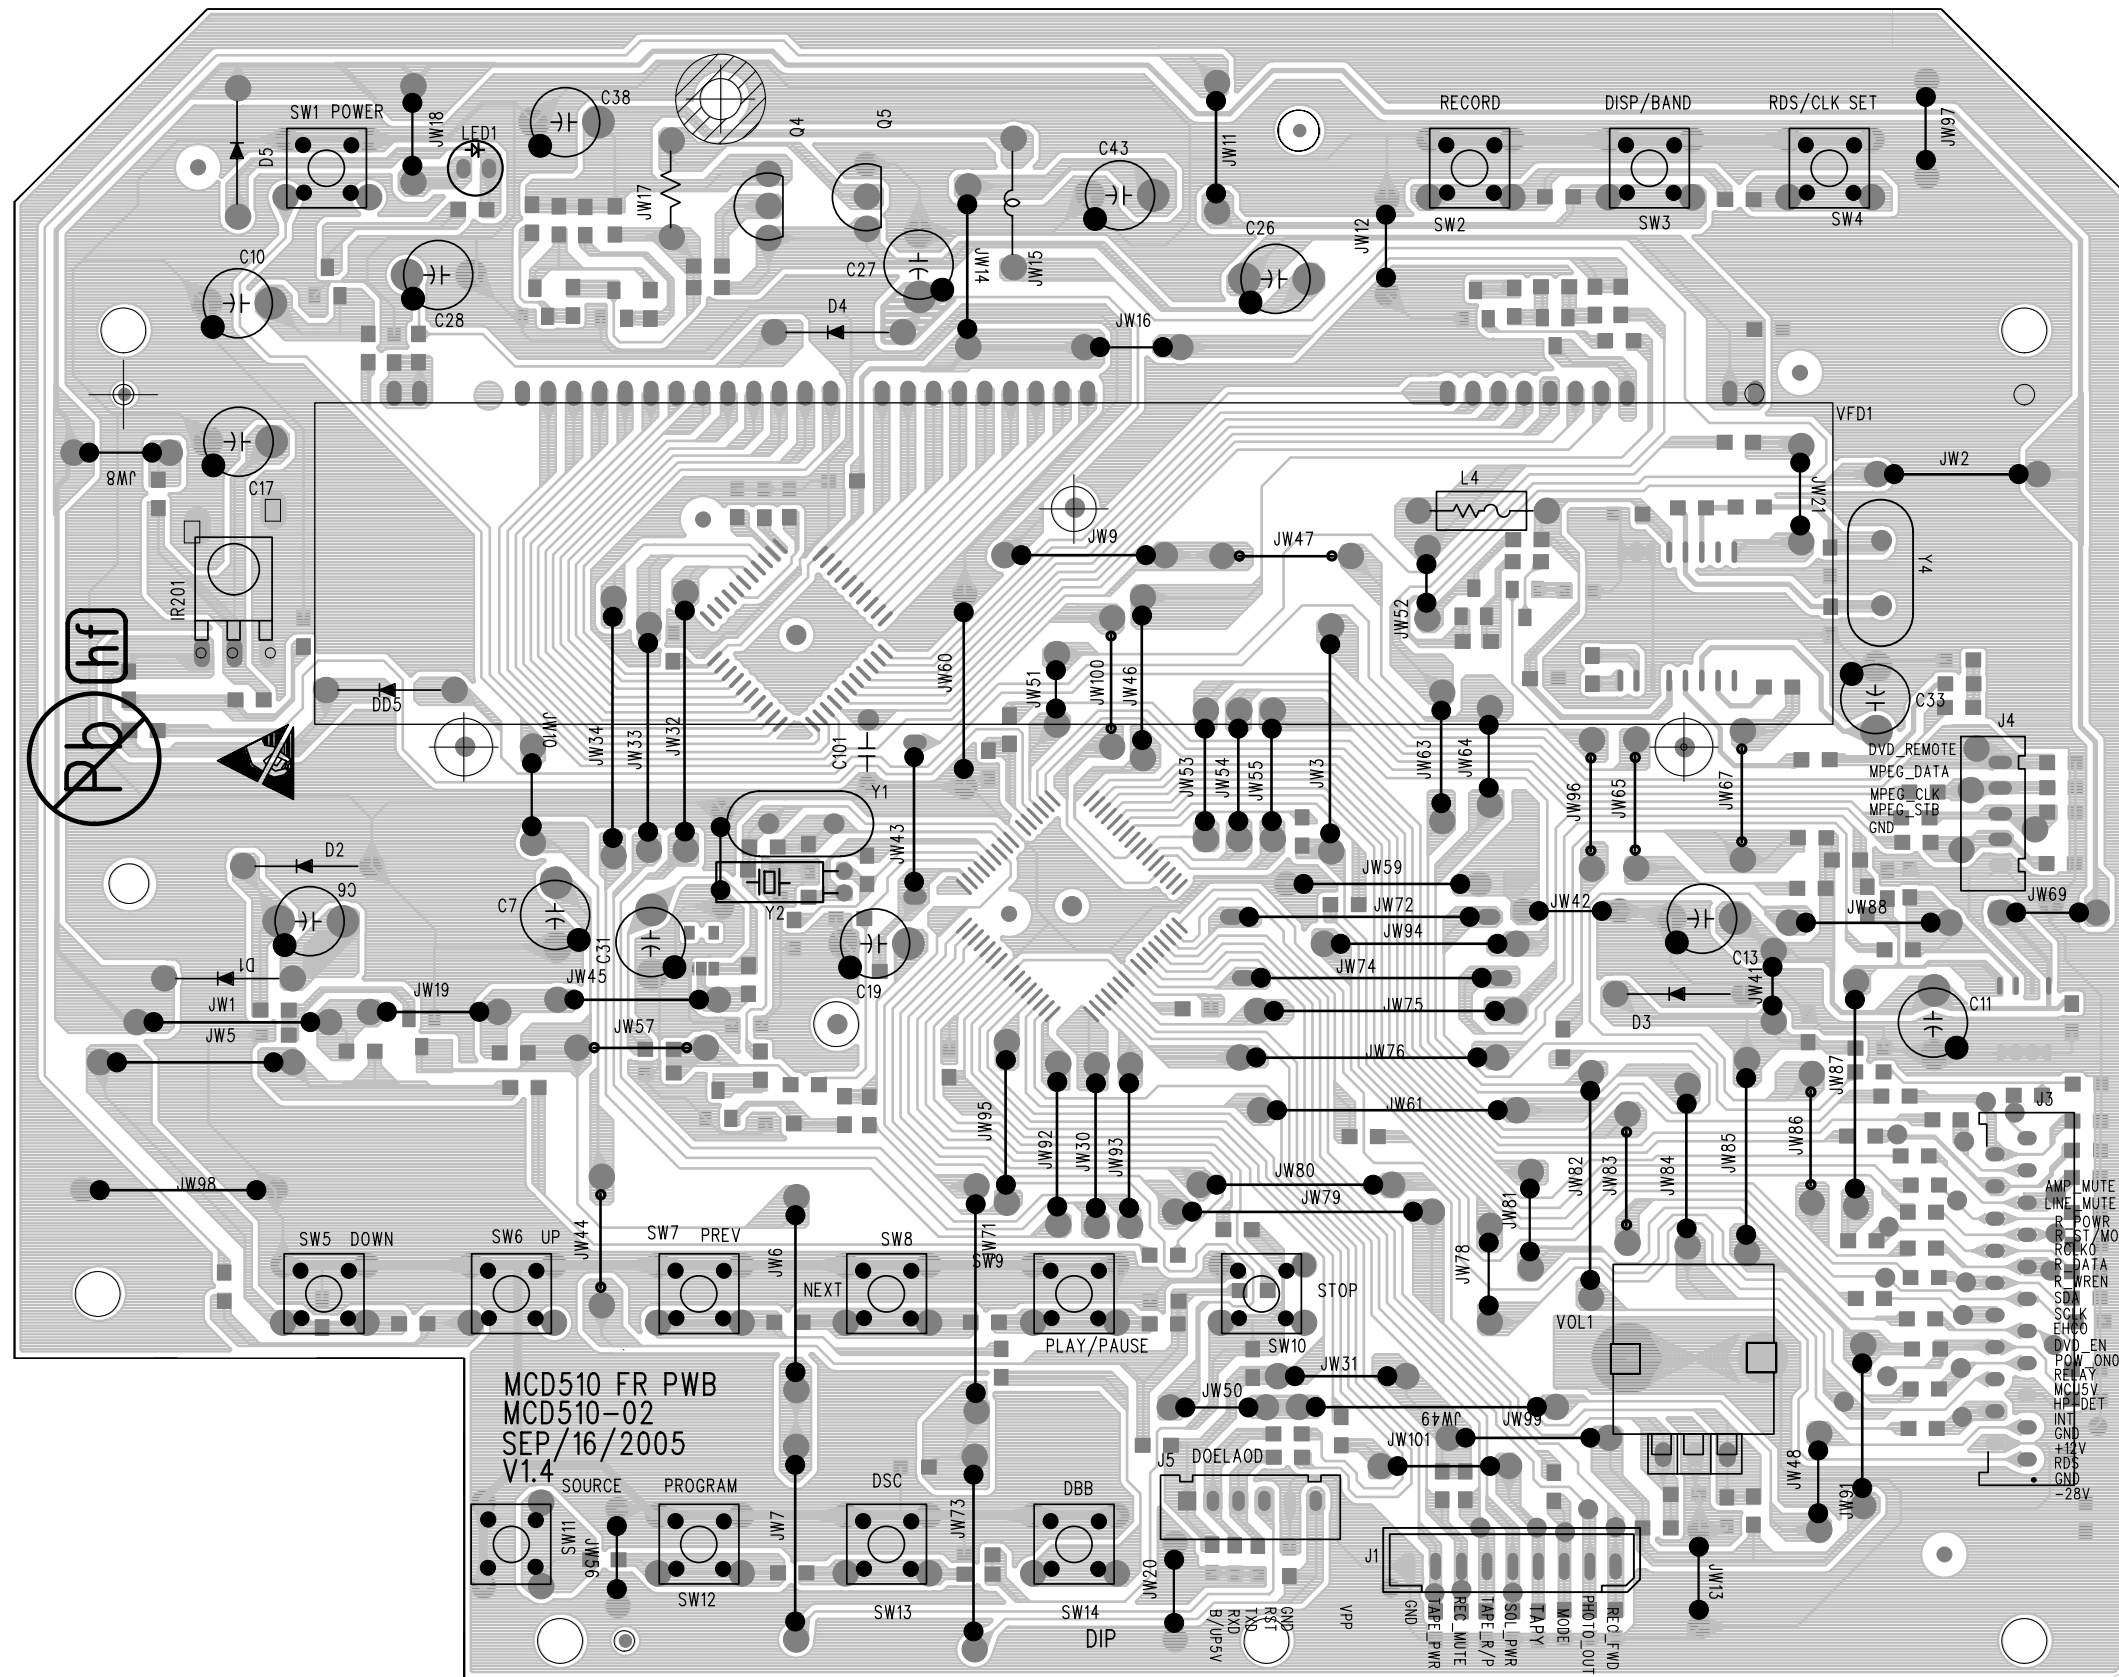 C38
Q4
Q5
SW1 POWER
JW18
LED1
D5
JW17
C43
JW11
RECORD
DISP/BAND
RDS/CLK SET
JW97
SW2
SW3
SW4
C10
C28
C27
JW14
JW15
C26
JW12
D4
JW16
VFD1
JW8
C17
JW2
L4
JW21
JW9
JW47
Y4
IR201
hf
JW52
Pb
DD5
JW10
JW34
JW33
JW32
JW60
JW51
JW100
JW46
C33
J4
C101
JW53
JW54
JW55
JW3
JW63
JW64
JW96
JW65
JW67
DVD_REMOTE
MPEG_DATA
MPEG_CLK
MPEG_STB
GND
Y1
JW43
D2
C6
C7
C31
Y2
C19
JW59
JW72
JW94
JW42
JW88
JW69
D1
JW45
JW74
C13
JW41
JW1
JW19
JW5
JW57
JW75
D3
C11
JW76
JW87
JW61
JW95
JW92
JW30
JW93
JW82
JW83
JW84
JW85
JW86
J3
JW98
JW80
JW79
JW81
JW78
AMP_MUTE
LINE_MUTE
R_POWR
R_ST/MO
RCLKO
R_DATA
R_WREN
SDA
SCLK
EHCO
DVD_EN
POW_ONO
RELAY
MCU5V
HP-DET
INT
GND
+12V
RDS
GND
-28V
SW5 DOWN
SW6 UP
JW44
SW7 PREV
JW6
SW8
NEXT
JW71
SW9
PLAY/PAUSE
STOP
SW10
VOL1
JW31
JW50
JW49
JW99
JW101
JW48
JW91
MCD510 FR PWB
MCD510-02
SEP/16/2005
V1.4
SOURCE
PROGRAM
DSC
DBB
J5
DOELAOD
SW11
JW56
JW7
JW73
JW20
J1
JW13
SW12
SW13
SW14
DIP
B/UP5V
RXD
TXD
RST
GND
VPP
GND
TAPE_PWR
REC_MUTE
TAPE_R/P
SOL_PWR
TAPY
MODE
PHOTO_OUT
REC_FWD